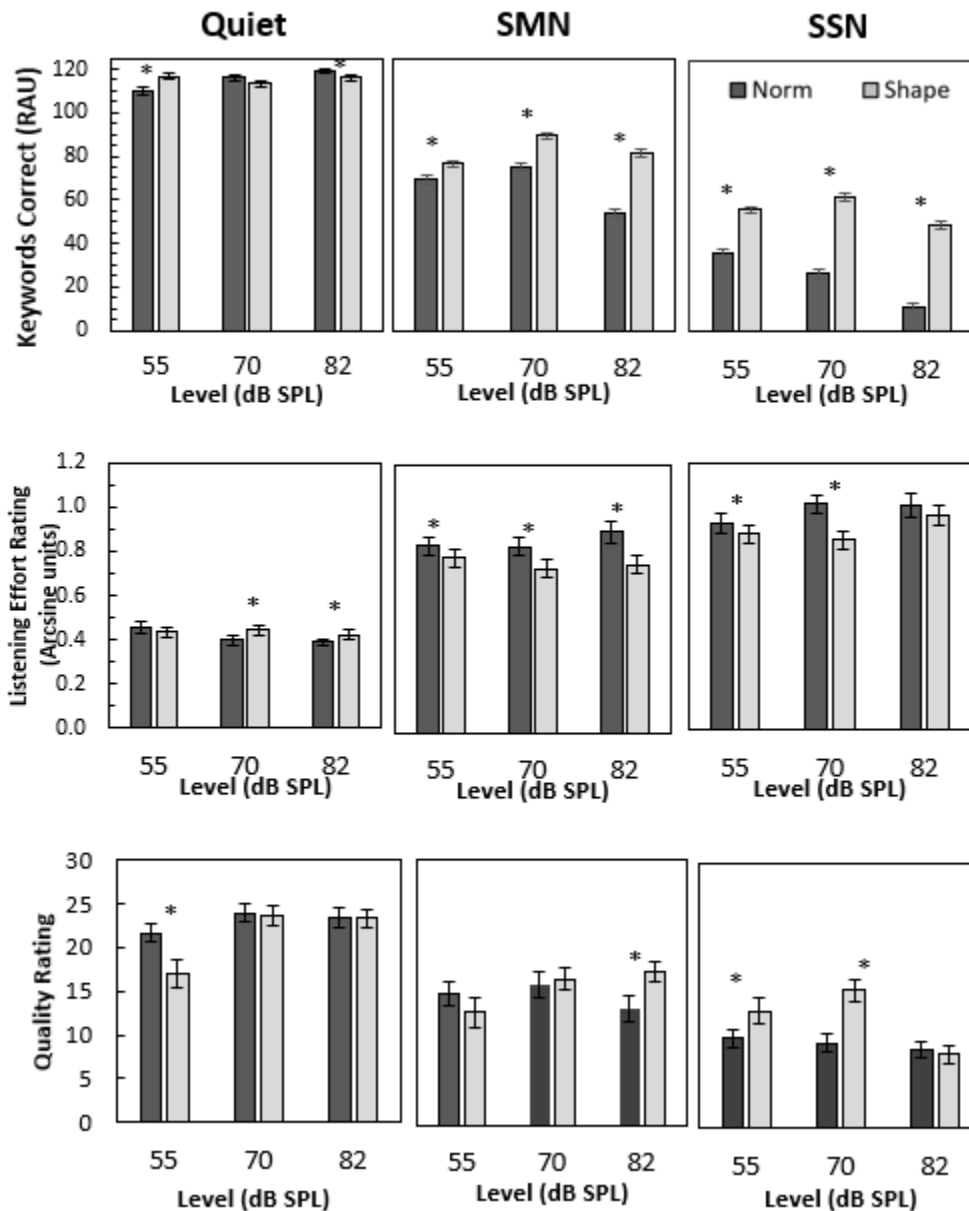 Quiet SMN SSN
Keywords Correct (RAU)
120
100
80
60
40
20
0
* *
* * *
Norm Shape
* * *
55 70 82 55 70 82 55 70 82
Level (dB SPL) Level (dB SPL) Level (dB SPL)
Listening Effort Rating
(Arcsine units)
1.2
1.0
0.8
0.6
0.4
0.2
0.0
* *
* * *
* *
55 70 82 55 70 82 55 70 82
Level (dB SPL) Level (dB SPL) Level (dB SPL)
Quality Rating
30
25
20
15
10
5
0
*
*
* *
55 70 82 55 70 82 55 70 82
Level (dB SPL) Level (dB SPL) Level (dB SPL)